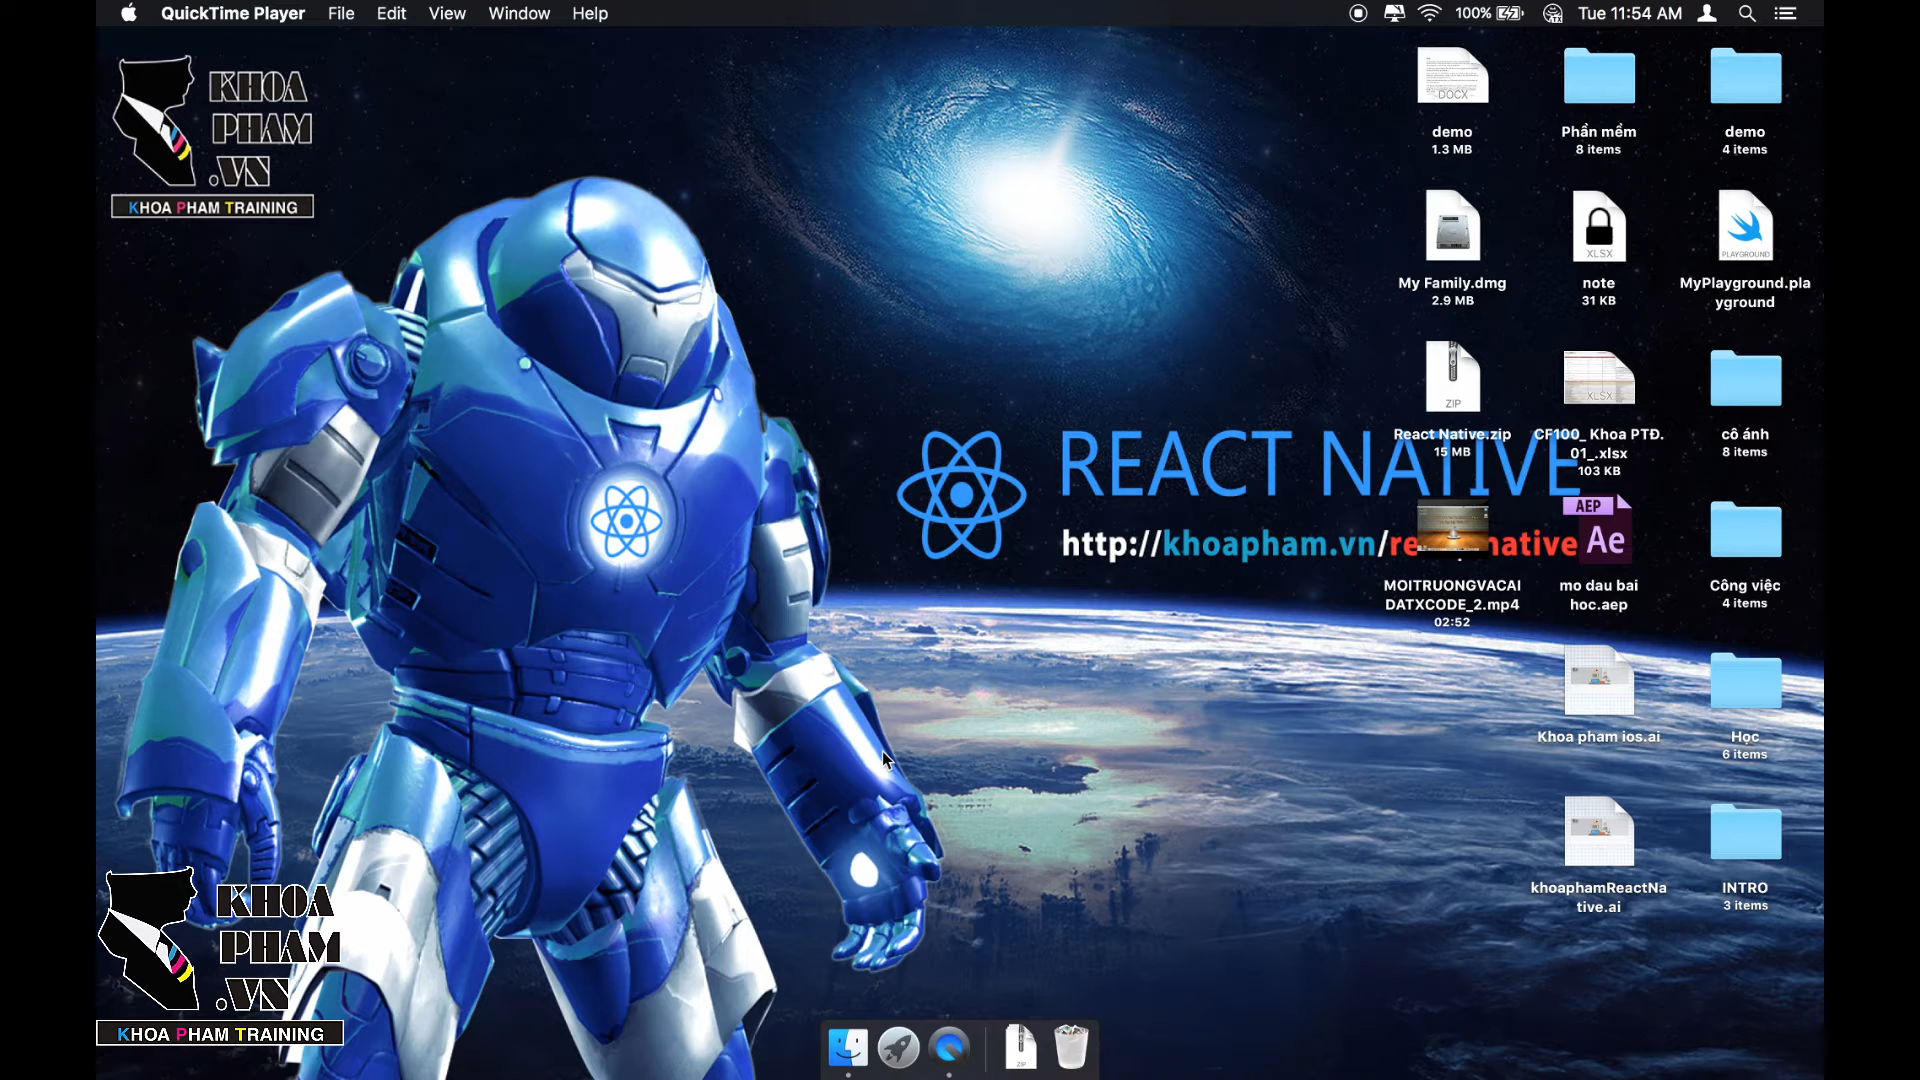 QuickTime Player File Edit View Window Help 100% Tue 11:54 AM
KHOA
PHAM
.VN
KHOA PHAM TRAINING
DOCX
demo
1.3 MB
Phần mềm
8 items
demo
4 items
My Family.dmg
2.9 MB
XLSX
note
31 KB
PLAYGROUND
MyPlayground.pla
yground
ZIP
React Native.zip
15 MB
XLSX
CF100_ Khoa PTĐ.
01_.xlsx
103 KB
cô ánh
8 items
REACT NATIVE
http://khoapham.vn/re native
MOITRUONGVACAI
DATXCODE_2.mp4
02:52
AEP
Ae
mo dau bai
hoc.aep
Công việc
4 items
Khoa pham ios.ai
Học
6 items
khoaphamReactNa
tive.ai
INTRO
3 items
KHOA
PHAM
.VN
KHOA PHAM TRAINING
ZIP